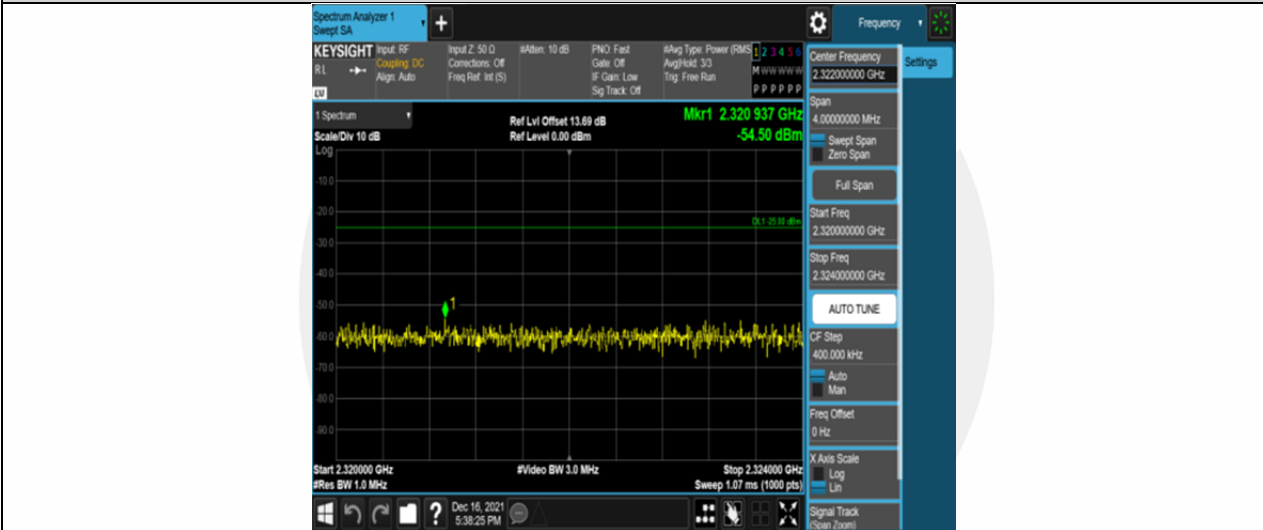 Spectrum Analyzer 1
Swept SA
+
Frequency
KEYSIGHT
RL
LV
Input: RF
Coupling: DC
Align: Auto
Input Z: 50 Ω
Corrections: Off
Freq Ref: Int (S)
#Atten: 10 dB
PNO: Fast
Gate: Off
IF Gain: Low
Sig Track: Off
#Avg Type: Power (RMS
Avg|Hold: 3/3
Trig: Free Run
1 2 3 4 5 6
M W W W W W
P P P P P P
1 Spectrum
Scale/Div 10 dB
Ref Lvl Offset 13.69 dB
Ref Level 0.00 dBm
Mkr1 2.320 937 GHz
-54.50 dBm
Log
-10.0
-20.0
-30.0
-40.0
-50.0
-60.0
-70.0
-80.0
-90.0
DL1 -25.00 dBm
1
Start 2.320000 GHz
#Res BW 1.0 MHz
#Video BW 3.0 MHz
Stop 2.324000 GHz
Sweep 1.07 ms (1000 pts)
Dec 16, 2021
5:38:25 PM
?
Center Frequency
2.322000000 GHz
Span
4.00000000 MHz
Swept Span
Zero Span
Full Span
Start Freq
2.320000000 GHz
Stop Freq
2.324000000 GHz
AUTO TUNE
CF Step
400.000 kHz
Auto
Man
Freq Offset
0 Hz
X Axis Scale
Log
Lin
Signal Track
(Span Zoom)
Settings